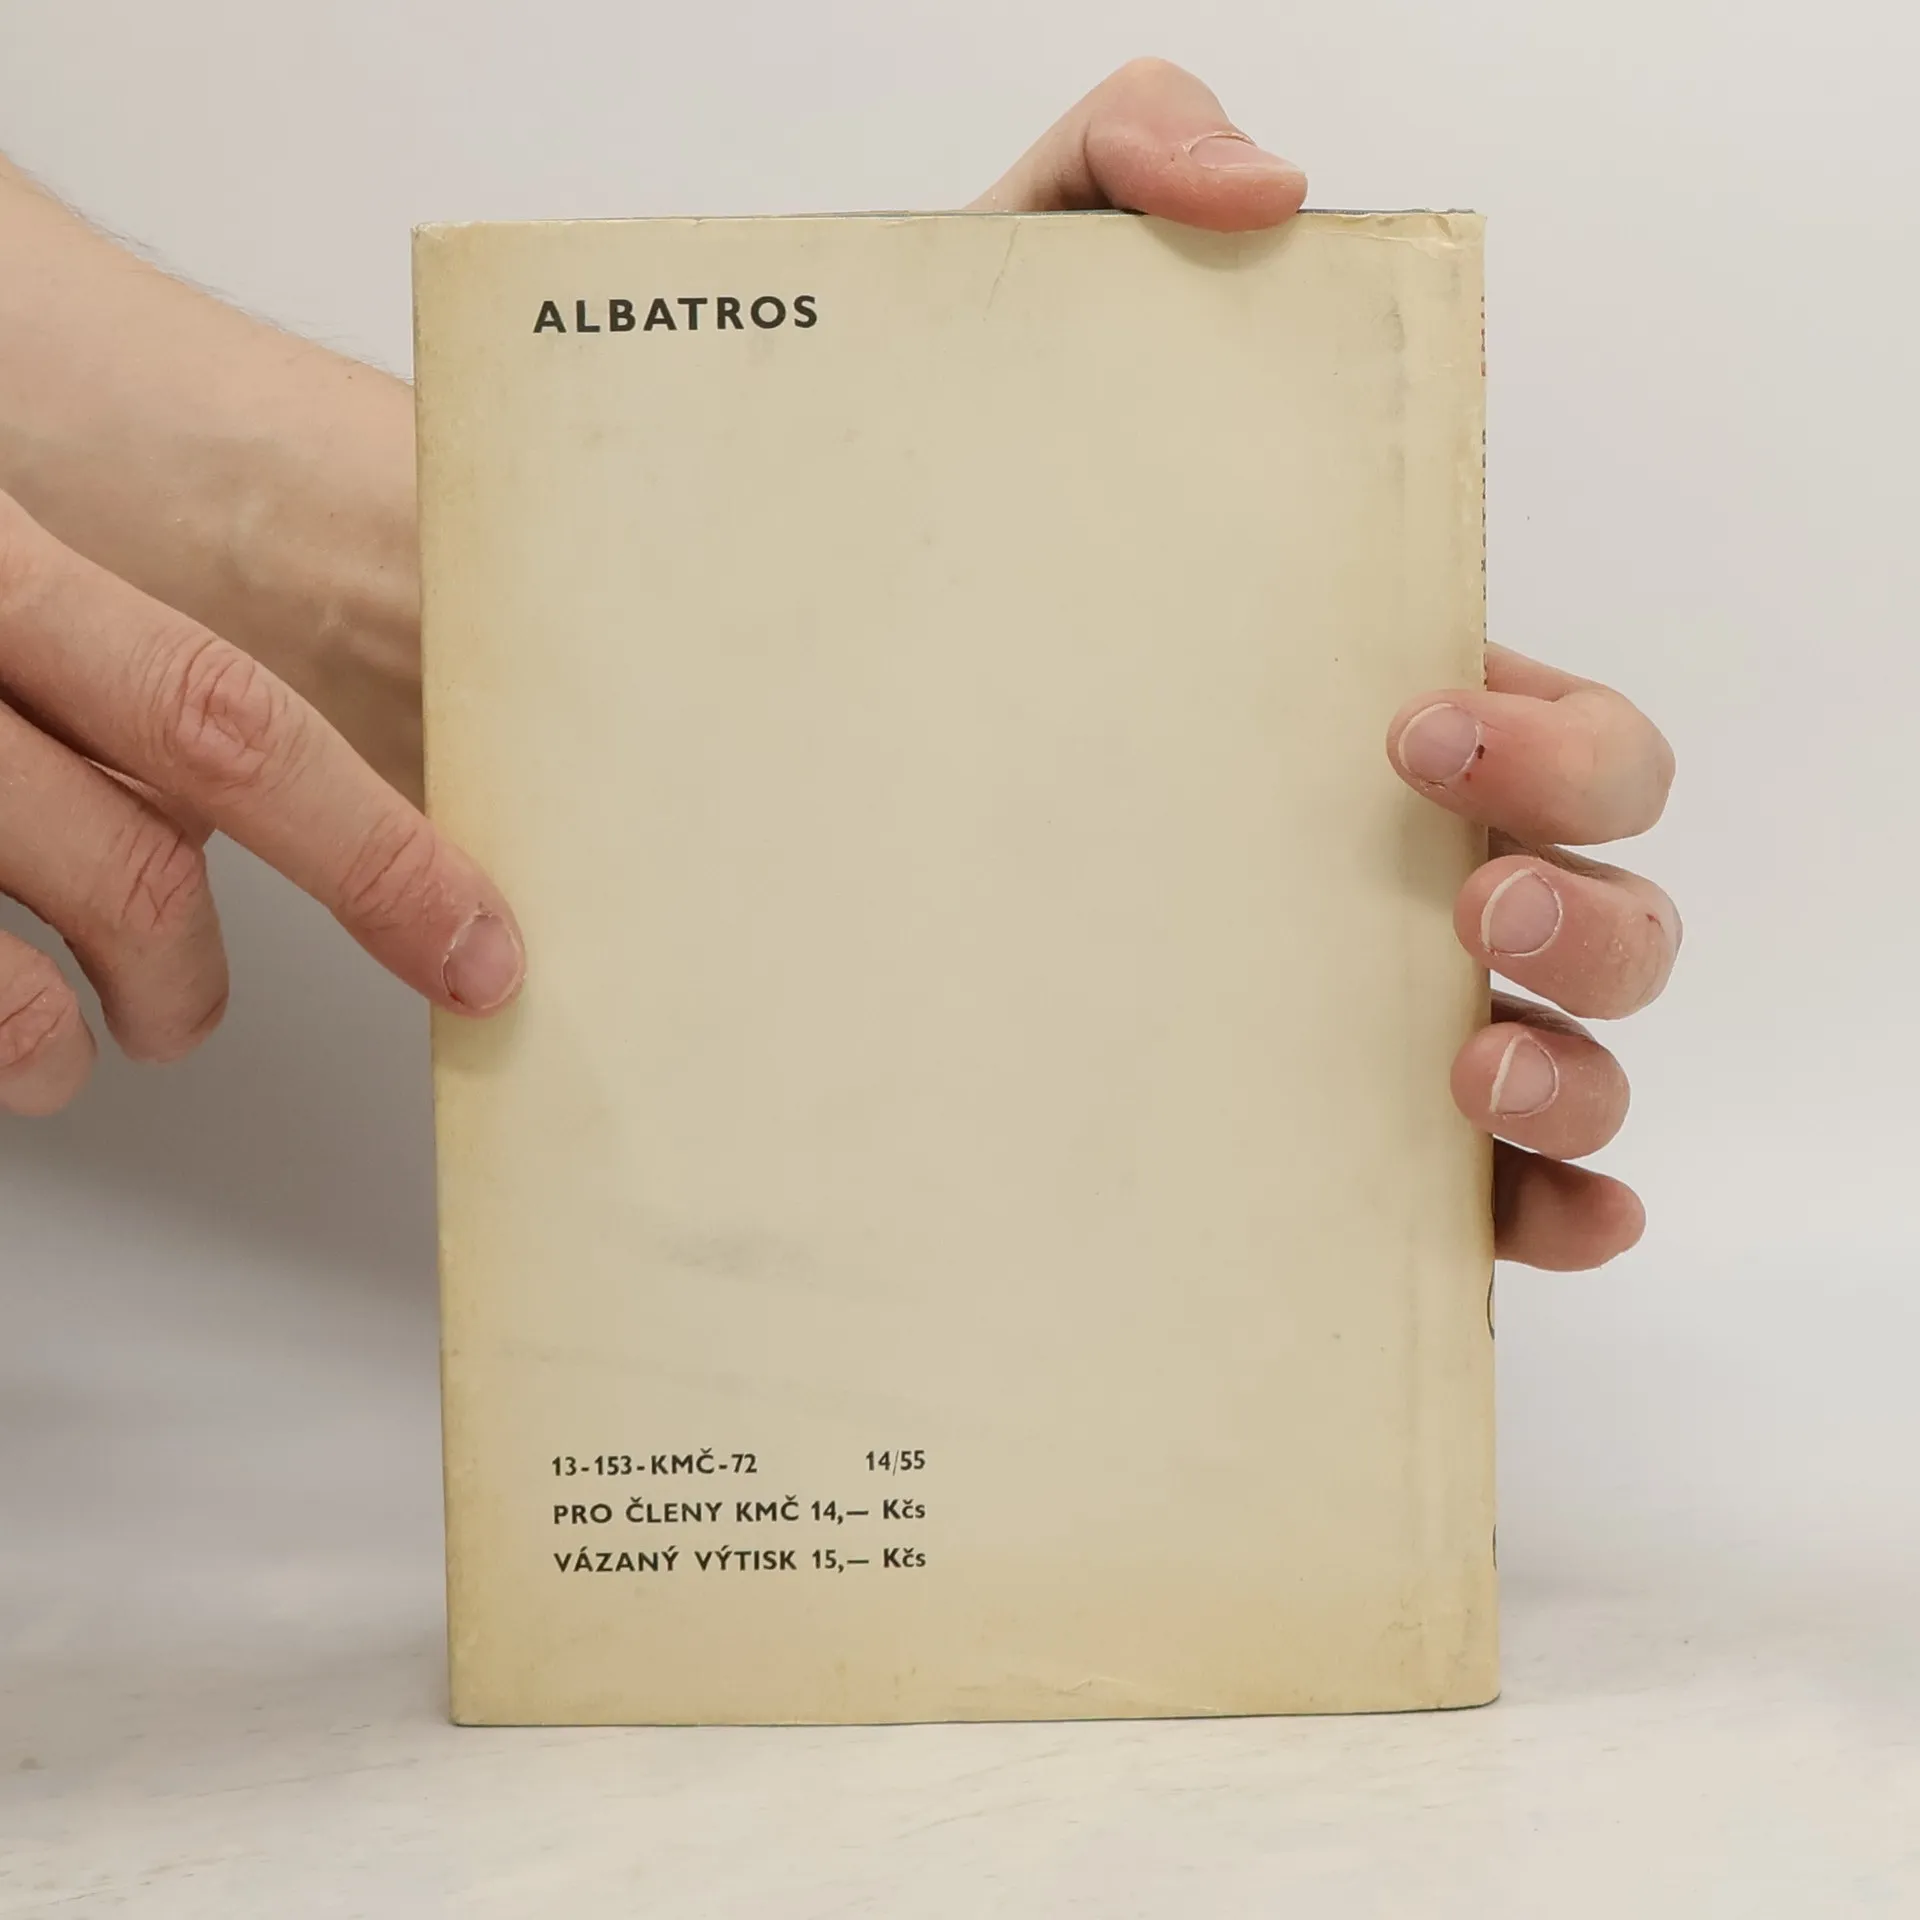 ALBATROS
13-153-KMČ-72 14/55
PRO ČLENY KMČ 14,— Kčs
VÁZANÝ VÝTISK 15,— Kčs